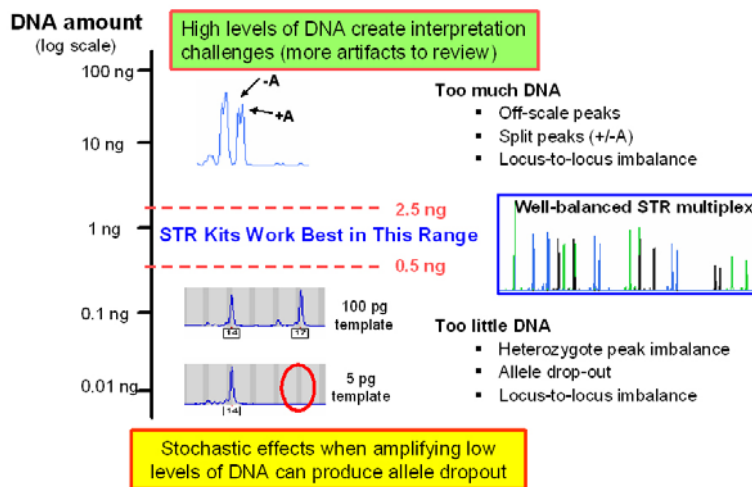 DNA amount
(log scale)
High levels of DNA create interpretation
challenges (more artifacts to review)
100 ng
-A
+A
10 ng
Too much DNA
▪ Off-scale peaks
▪ Split peaks (+/-A)
▪ Locus-to-locus imbalance
2.5 ng
1 ng
STR Kits Work Best in This Range
0.5 ng
Well-balanced STR multiplex
0.1 ng
100 pg
template
14
17
Too little DNA
▪ Heterozygote peak imbalance
▪ Allele drop-out
▪ Locus-to-locus imbalance
0.01 ng
5 pg
template
14
Stochastic effects when amplifying low
levels of DNA can produce allele dropout